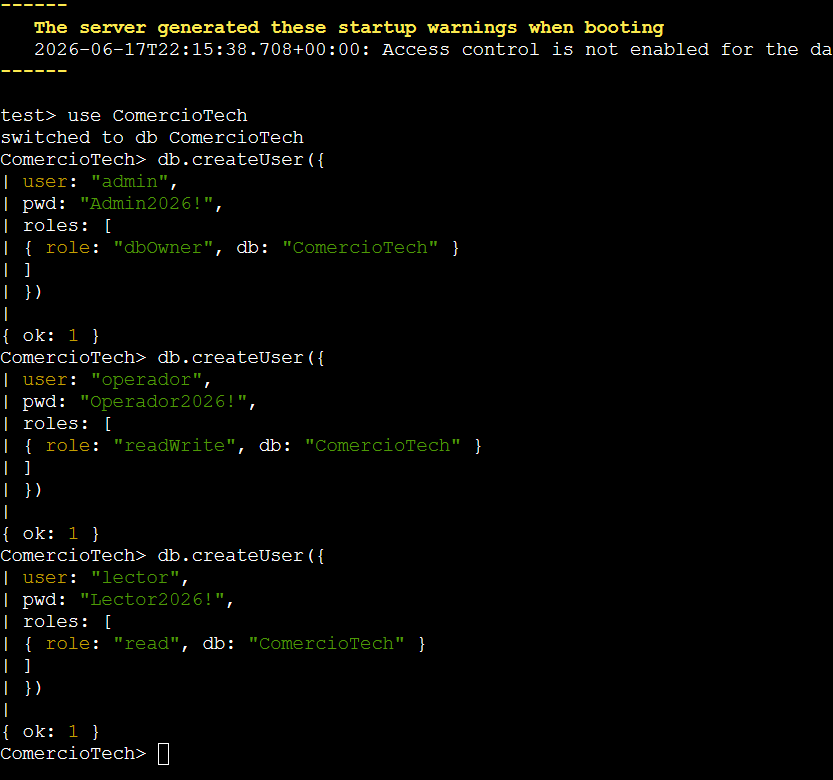 ------
The server generated these startup warnings when booting
2026-06-17T22:15:38.708+00:00: Access control is not enabled for the da
------
test> use ComercioTech
switched to db ComercioTech
ComercioTech> db.createUser({
| user: "admin",
| pwd: "Admin2026!",
| roles: [
| { role: "dbOwner", db: "ComercioTech" }
| ]
| })
|
{ ok: 1 }
ComercioTech> db.createUser({
| user: "operador",
| pwd: "Operador2026!",
| roles: [
| { role: "readWrite", db: "ComercioTech" }
| ]
| })
|
{ ok: 1 }
ComercioTech> db.createUser({
| user: "lector",
| pwd: "Lector2026!",
| roles: [
| { role: "read", db: "ComercioTech" }
| ]
| })
|
{ ok: 1 }
ComercioTech>